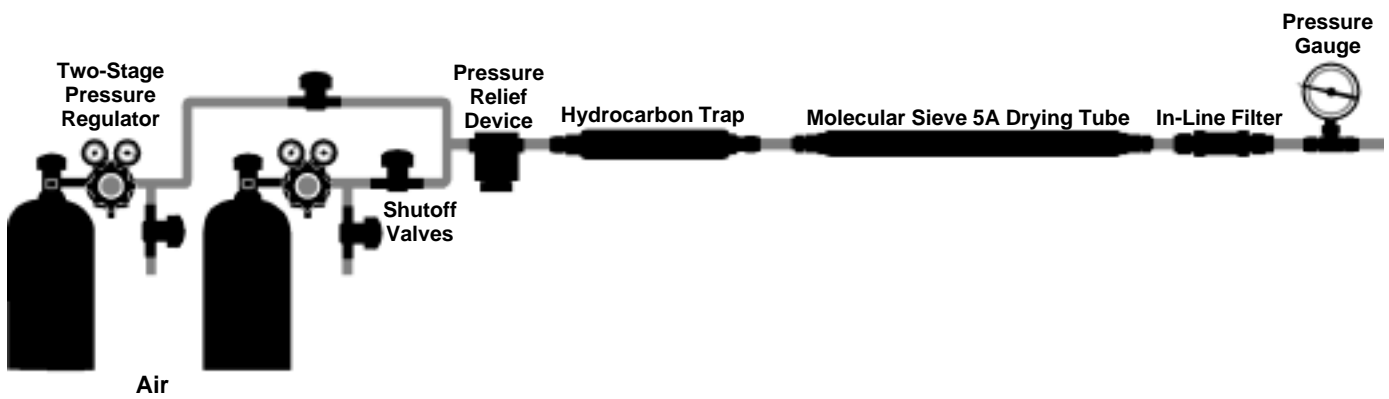 Two-Stage
Pressure
Regulator
Pressure
Relief
Device
Hydrocarbon Trap
Molecular Sieve 5A Drying Tube
In-Line Filter
Pressure
Gauge
Shutoff
Valves
Air